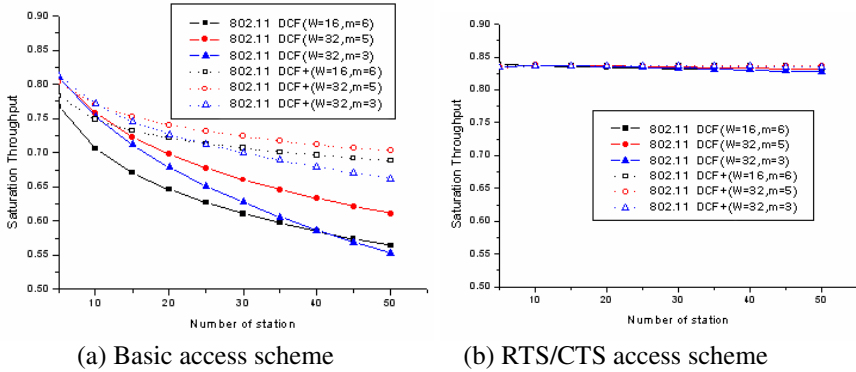 0.90
0.85
0.80
0.75
0.70
0.65
0.60
0.55
0.50
Saturation Throughput
802.11 DCF(W=16,m=6)
802.11 DCF(W=32,m=5)
802.11 DCF(W=32,m=3)
802.11 DCF+(W=16,m=6)
802.11 DCF+(W=32,m=5)
802.11 DCF+(W=32,m=3)
10 20 30 40 50
Number of station
(a) Basic access scheme
0.90
0.85
0.80
0.75
0.70
0.65
0.60
0.55
0.50
Saturation Throughput
802.11 DCF(W=16,m=6)
802.11 DCF(W=32,m=5)
802.11 DCF(W=32,m=3)
802.11 DCF+(W=16,m=6)
802.11 DCF+(W=32,m=5)
802.11 DCF+(W=32,m=3)
10 20 30 40 50
Number of station
(b) RTS/CTS access scheme